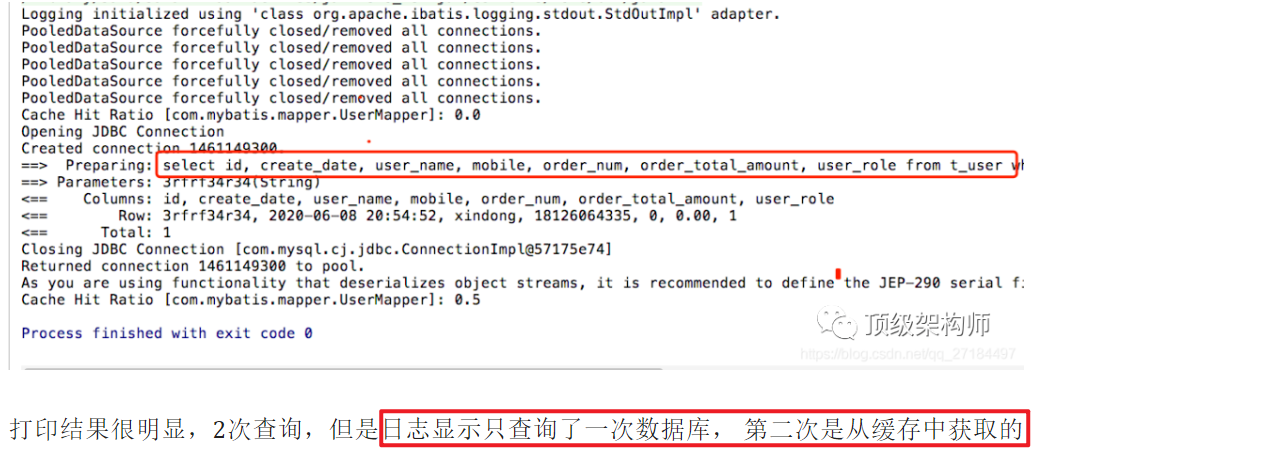 Logging initialized using 'class org.apache.ibatis.logging.stdout.StdOutImpl' adapter.
PooledDataSource forcefully closed/removed all connections.
PooledDataSource forcefully closed/removed all connections.
PooledDataSource forcefully closed/removed all connections.
PooledDataSource forcefully closed/removed all connections.
PooledDataSource forcefully closed/removed all connections.
Cache Hit Ratio [com.mybatis.mapper.UserMapper]: 0.0
Opening JDBC Connection
Created connection 1461149300.
==>  Preparing: select id, create_date, user_name, mobile, order_num, order_total_amount, user_role from t_user
==> Parameters: 3rfrf34r34(String)
<==    Columns: id, create_date, user_name, mobile, order_num, order_total_amount, user_role
<==        Row: 3rfrf34r34, 2020-06-08 20:54:52, xindong, 18126064335, 0, 0.00, 1
<==      Total: 1
Closing JDBC Connection [com.mysql.cj.jdbc.ConnectionImpl@57175e74]
Returned connection 1461149300 to pool.
As you are using functionality that deserializes object streams, it is recommended to define the JEP-290 serial
Cache Hit Ratio [com.mybatis.mapper.UserMapper]: 0.5
Process finished with exit code 0
顶级架构师
https://blog.csdn.net/qq_27184497
打印结果很明显，2次查询，但是日志显示只查询了一次数据库， 第二次是从缓存中获取的